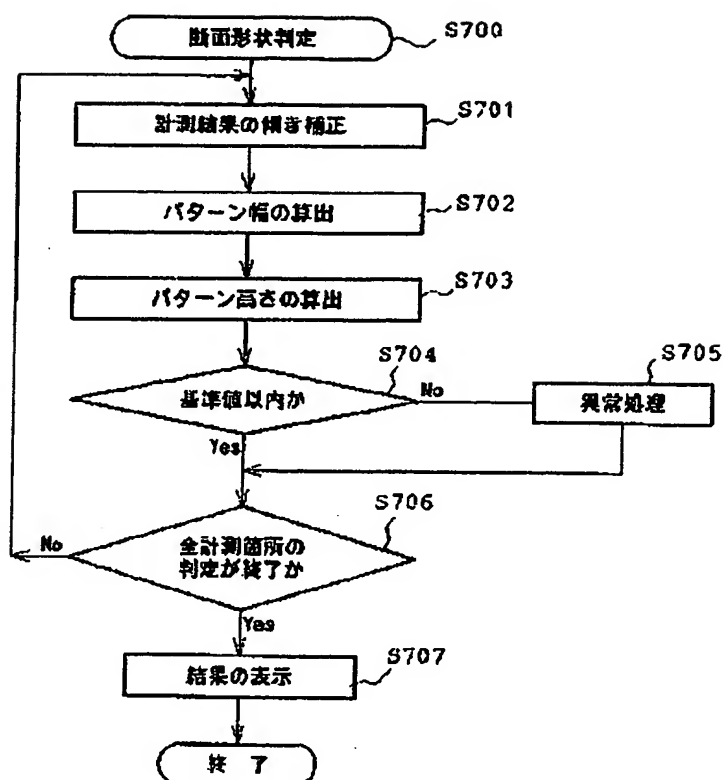 断面形状判定
S700
計測結果の傾き補正
S701
パターン幅の算出
S702
パターン高さの算出
S703
基準値以内か
S704
No
異常処理
S705
Yes
全計測箇所の
判定が終了か
S706
No
Yes
結果の表示
S707
終了